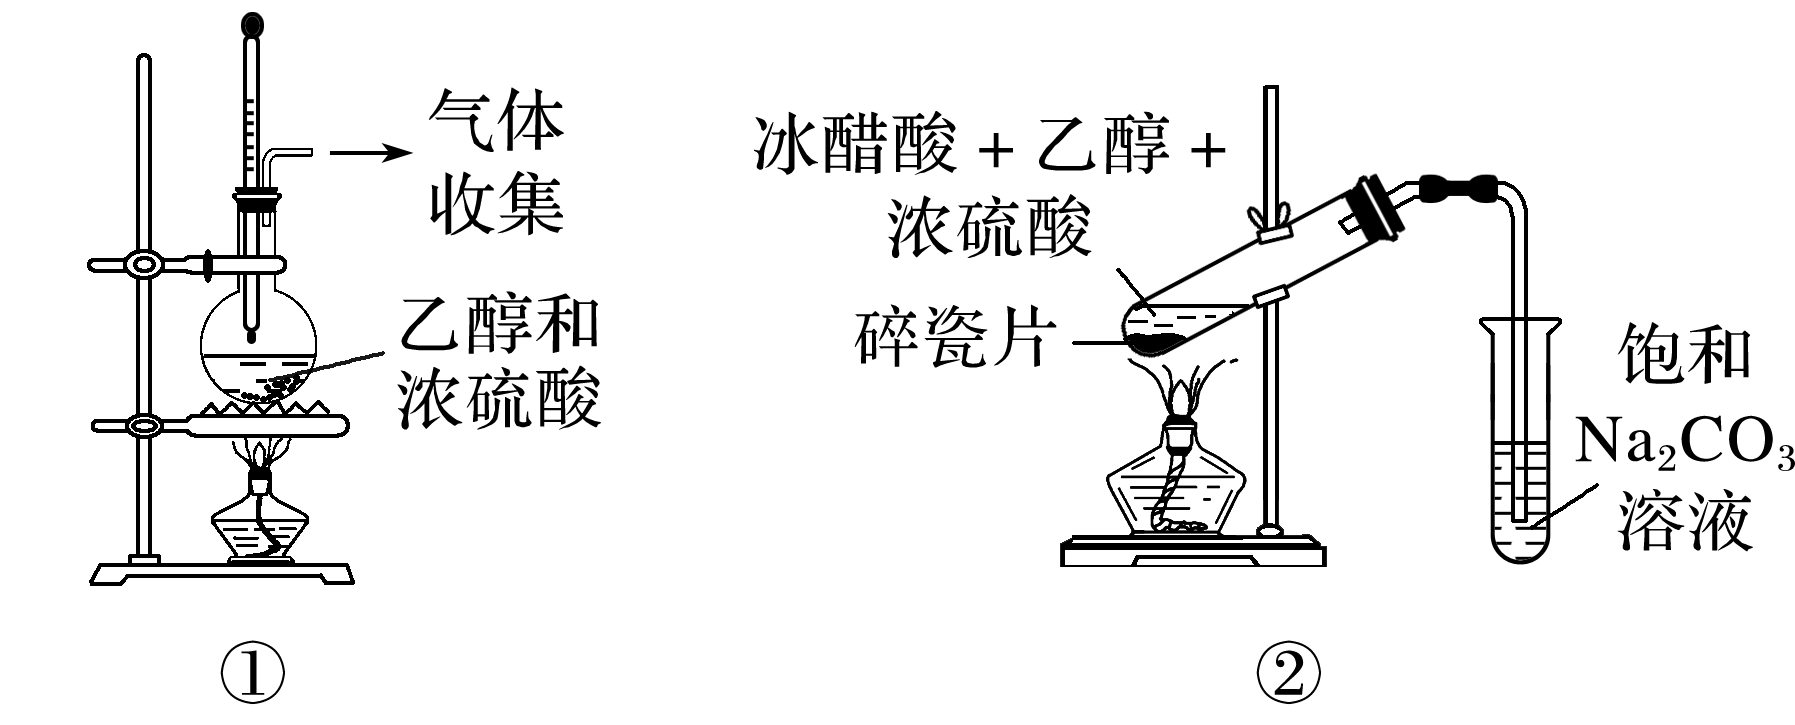 气体
收集
乙醇和
浓硫酸
①
冰醋酸+乙醇+
浓硫酸
碎瓷片
饱和
Na₂CO₃
溶液
②